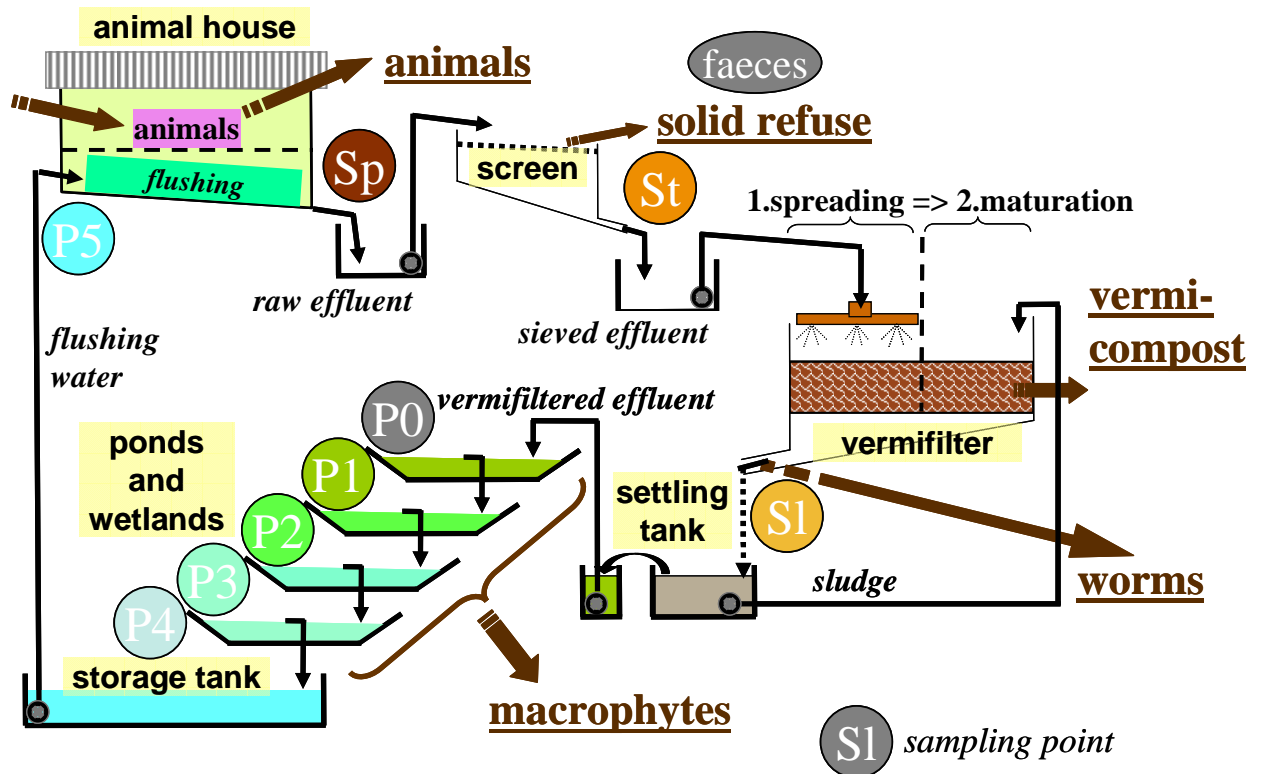 animal house
animals
faeces
solid refuse
animals
flushing
Sp
screen
St
1.spreading => 2.maturation
P5
raw effluent
sieved effluent
flushing
water
vermi-
compost
P0
vermifiltered effluent
vermifilter
ponds
and
wetlands
P1
settling
tank
Sl
P2
P3
sludge
worms
P4
storage tank
macrophytes
Sl
sampling point